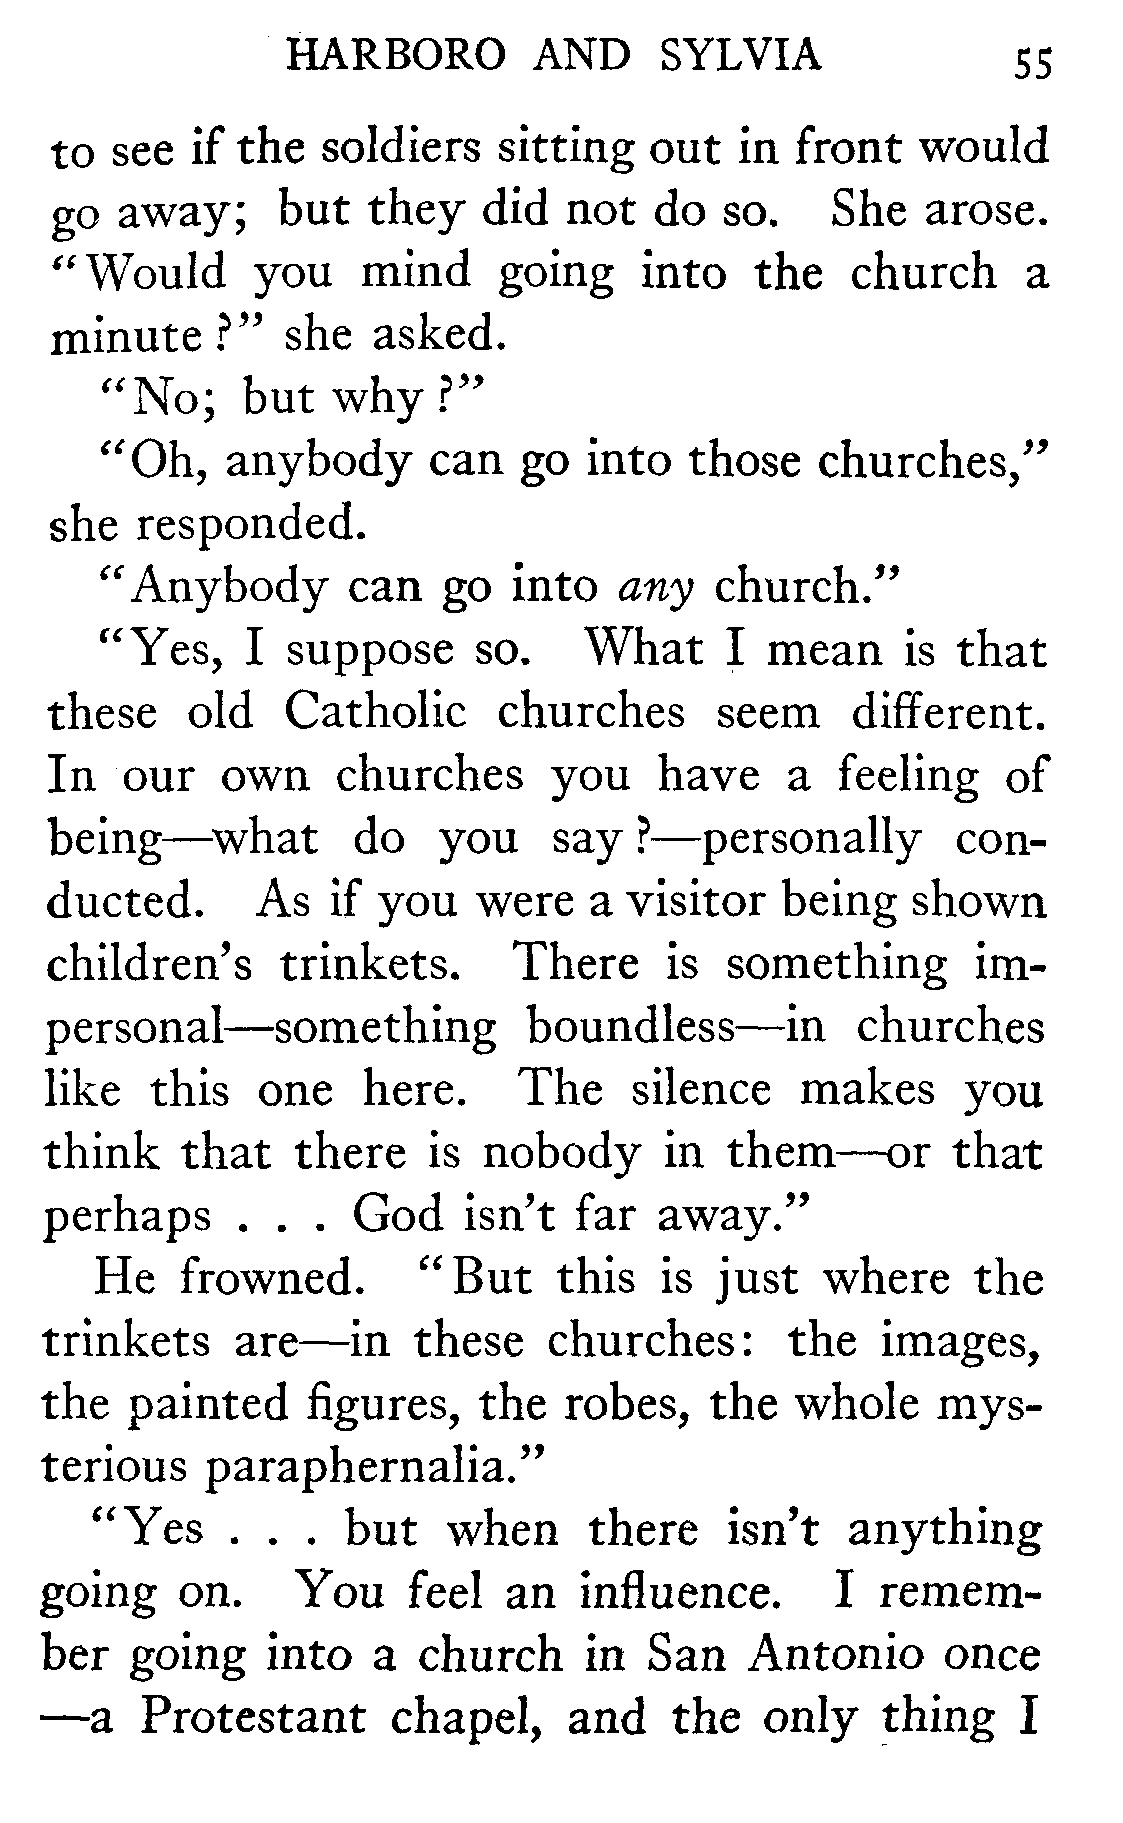 HARBORO AND SYLVIA 55
to see if the soldiers sitting out in front would
go away; but they did not do so. She arose.
“Would you mind going into the church a
minute?” she asked.
“No; but why?”
“Oh, anybody can go into those churches,”
she responded.
“Anybody can go into any church.”
“Yes, I suppose so. What I mean is that
these old Catholic churches seem different.
In our own churches you have a feeling of
being—what do you say?—personally con-
ducted. As if you were a visitor being shown
children’s trinkets. There is something im-
personal—something boundless—in churches
like this one here. The silence makes you
think that there is nobody in them—or that
perhaps . . . God isn’t far away.”
He frowned. “But this is just where the
trinkets are—in these churches: the images,
the painted figures, the robes, the whole mys-
terious paraphernalia.”
“Yes . . . but when there isn’t anything
going on. You feel an influence. I remem-
ber going into a church in San Antonio once
—a Protestant chapel, and the only thing I